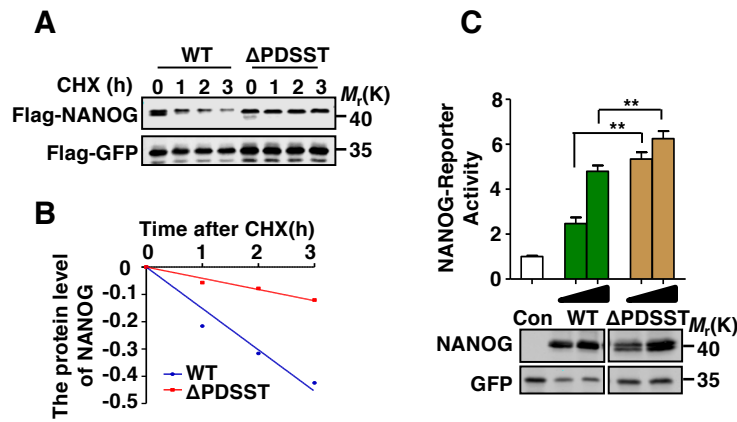 A
WT ΔPDSST
CHX (h) 0 1 2 3 0 1 2 3 Mr(K)
Flag-NANOG 40
Flag-GFP 35
B
Time after CHX(h)
0 1 2 3
0
-0.1
-0.2
-0.3
-0.4
-0.5
The protein level
of NANOG
WT
ΔPDSST
C
8
6
4
2
0
NANOG-Reporter
Activity
**
**
Con WT ΔPDSST Mr(K)
NANOG 40
GFP 35